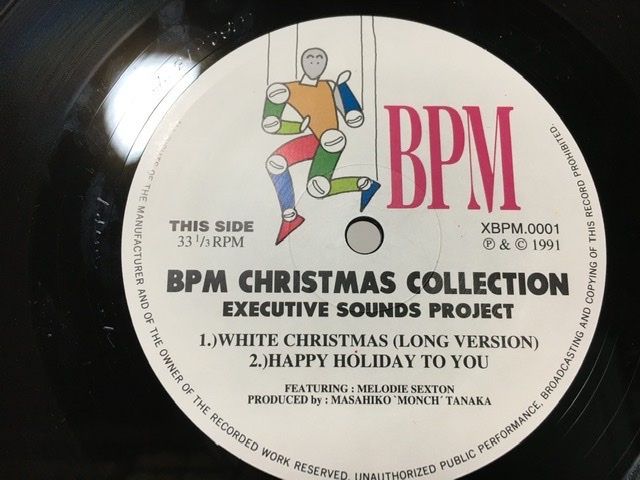 BPM
THIS SIDE
33 1/3 RPM
XBPM.0001
Ⓟ & © 1991
BPM CHRISTMAS COLLECTION
EXECUTIVE SOUNDS PROJECT
1.)WHITE CHRISTMAS (LONG VERSION)
2.)HAPPY HOLIDAY TO YOU
FEATURING : MELODIE SEXTON
PRODUCED by : MASAHIKO `MONCH´ TANAKA
OF THE MANUFACTURER AND OF THE OWNER OF THE RECORDED WORK RESERVED. UNAUTHORIZED PUBLIC PERFORMANCE, BROADCASTING AND COPYING OF THIS RECORD PROHIBITED.